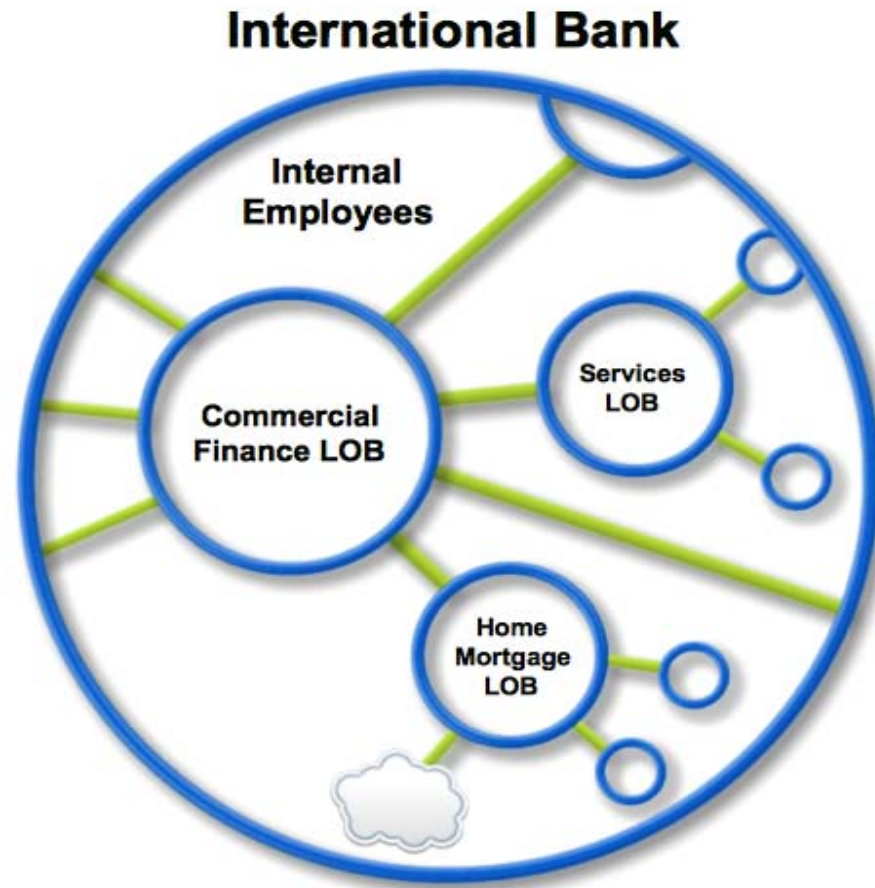 International Bank
Internal
Employees
Services
LOB
Commercial
Finance LOB
Home
Mortgage
LOB